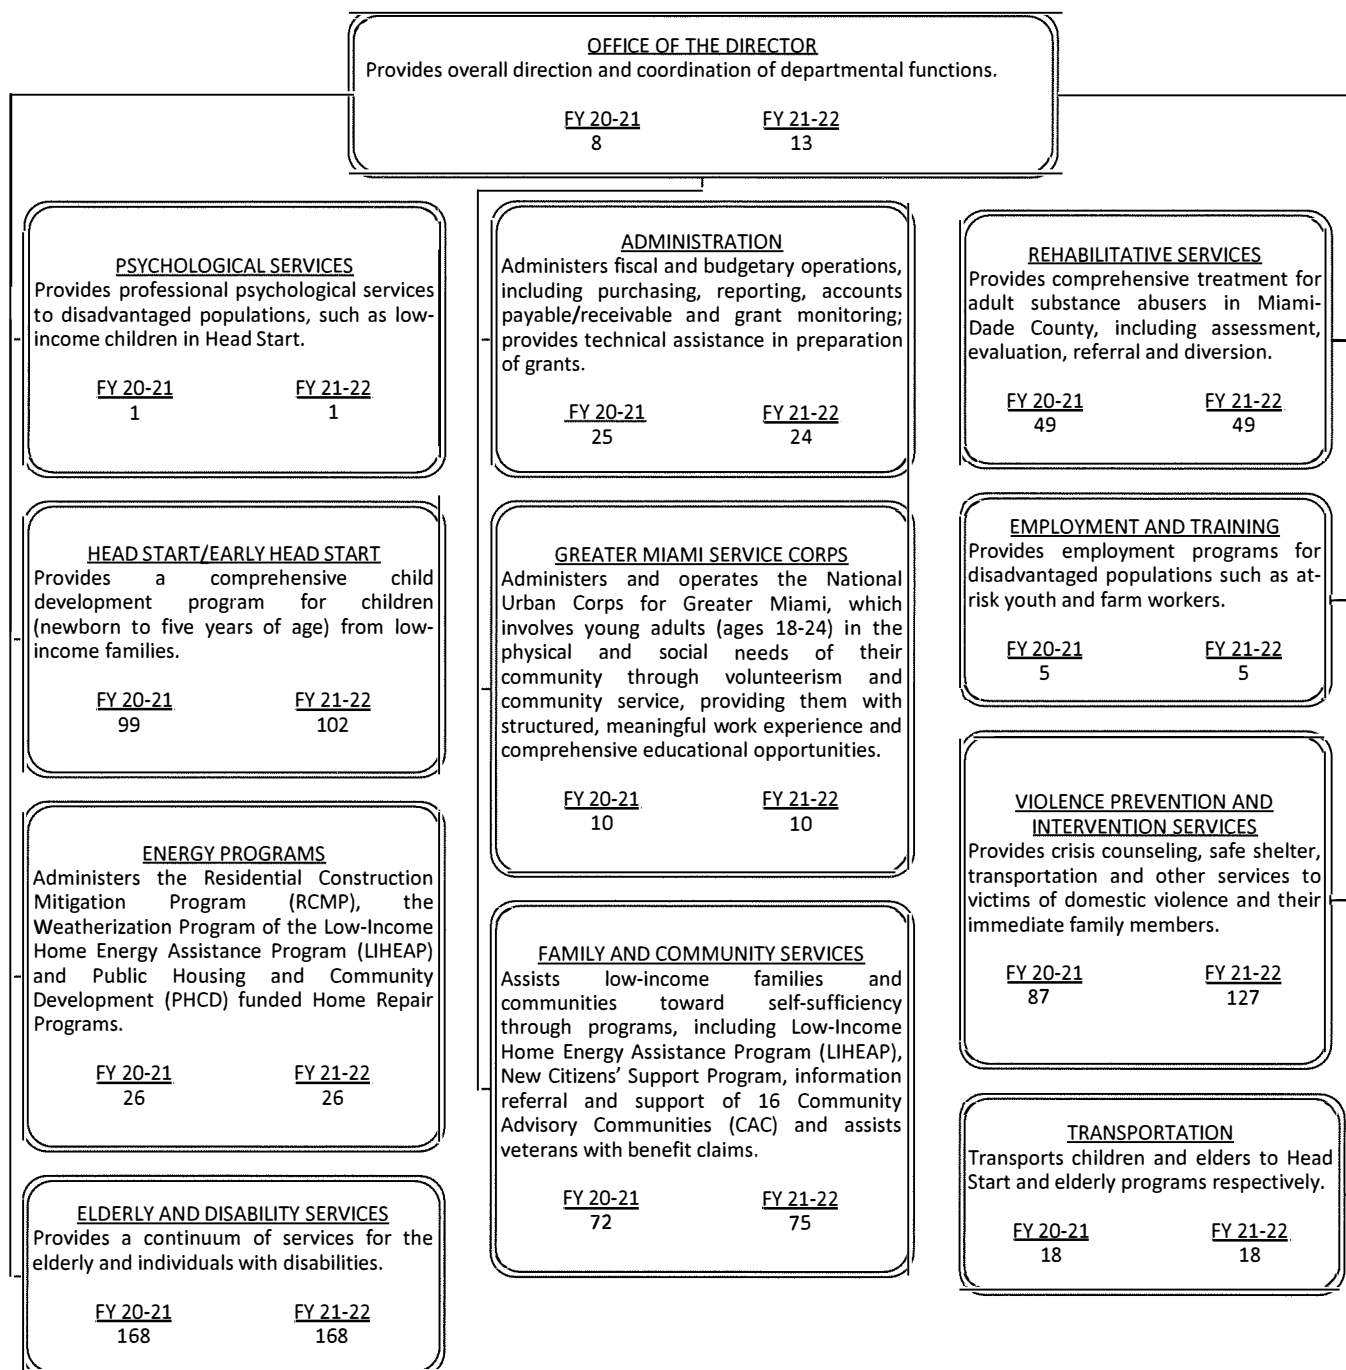 OFFICE OF THE DIRECTOR
Provides overall direction and coordination of departmental functions.
FY 20-21 FY 21-22
8 13
PSYCHOLOGICAL SERVICES
Provides professional psychological services
to disadvantaged populations, such as low-
income children in Head Start.
FY 20-21 FY 21-22
1 1
HEAD START/EARLY HEAD START
Provides a comprehensive child
development program for children
(newborn to five years of age) from low-
income families.
FY 20-21 FY 21-22
99 102
ENERGY PROGRAMS
Administers the Residential Construction
Mitigation Program (RCMP), the
Weatherization Program of the Low-Income
Home Energy Assistance Program (LIHEAP)
and Public Housing and Community
Development (PHCD) funded Home Repair
Programs.
FY 20-21 FY 21-22
26 26
ELDERLY AND DISABILITY SERVICES
Provides a continuum of services for the
elderly and individuals with disabilities.
FY 20-21 FY 21-22
168 168
ADMINISTRATION
Administers fiscal and budgetary operations,
including purchasing, reporting, accounts
payable/receivable and grant monitoring;
provides technical assistance in preparation
of grants.
FY 20-21 FY 21-22
25 24
GREATER MIAMI SERVICE CORPS
Administers and operates the National
Urban Corps for Greater Miami, which
involves young adults (ages 18-24) in the
physical and social needs of their
community through volunteerism and
community service, providing them with
structured, meaningful work experience and
comprehensive educational opportunities.
FY 20-21 FY 21-22
10 10
FAMILY AND COMMUNITY SERVICES
Assists low-income families and
communities toward self-sufficiency
through programs, including Low-Income
Home Energy Assistance Program (LIHEAP),
New Citizens’ Support Program, information
referral and support of 16 Community
Advisory Communities (CAC) and assists
veterans with benefit claims.
FY 20-21 FY 21-22
72 75
REHABILITATIVE SERVICES
Provides comprehensive treatment for
adult substance abusers in Miami-
Dade County, including assessment,
evaluation, referral and diversion.
FY 20-21 FY 21-22
49 49
EMPLOYMENT AND TRAINING
Provides employment programs for
disadvantaged populations such as at-
risk youth and farm workers.
FY 20-21 FY 21-22
5 5
VIOLENCE PREVENTION AND
INTERVENTION SERVICES
Provides crisis counseling, safe shelter,
transportation and other services to
victims of domestic violence and their
immediate family members.
FY 20-21 FY 21-22
87 127
TRANSPORTATION
Transports children and elders to Head
Start and elderly programs respectively.
FY 20-21 FY 21-22
18 18